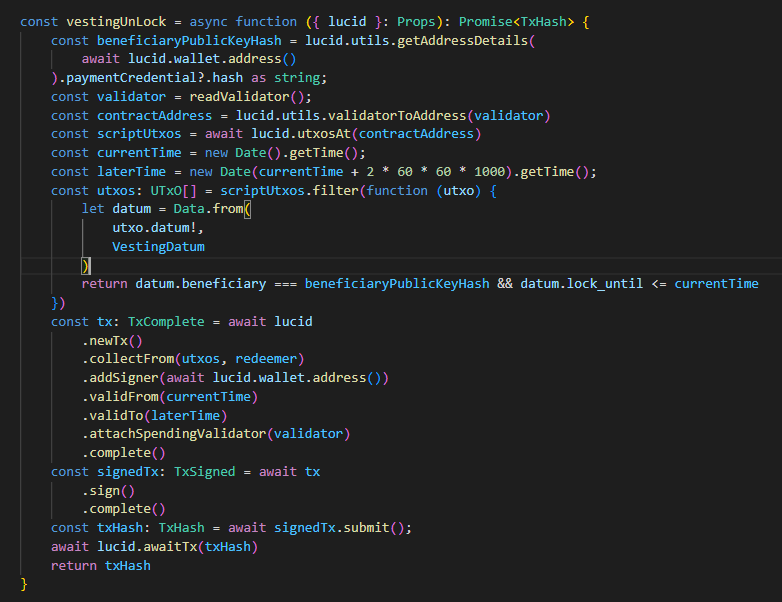 const vestingUnLock = async function ({ lucid }: Props): Promise<TxHash> {
    const beneficiaryPublicKeyHash = lucid.utils.getAddressDetails(
        await lucid.wallet.address()
    ).paymentCredential?.hash as string;
    const validator = readValidator();
    const contractAddress = lucid.utils.validatorToAddress(validator)
    const scriptUtxos = await lucid.utxosAt(contractAddress)
    const currentTime = new Date().getTime();
    const laterTime = new Date(currentTime + 2 * 60 * 60 * 1000).getTime();
    const utxos: UTxO[] = scriptUtxos.filter(function (utxo) {
        let datum = Data.from(
            utxo.datum!,
            VestingDatum
        )
        return datum.beneficiary === beneficiaryPublicKeyHash && datum.lock_until <= currentTime
    })
    const tx: TxComplete = await lucid
        .newTx()
        .collectFrom(utxos, redeemer)
        .addSigner(await lucid.wallet.address())
        .validFrom(currentTime)
        .validTo(laterTime)
        .attachSpendingValidator(validator)
        .complete()
    const signedTx: TxSigned = await tx
        .sign()
        .complete()
    const txHash: TxHash = await signedTx.submit();
    await lucid.awaitTx(txHash)
    return txHash
}